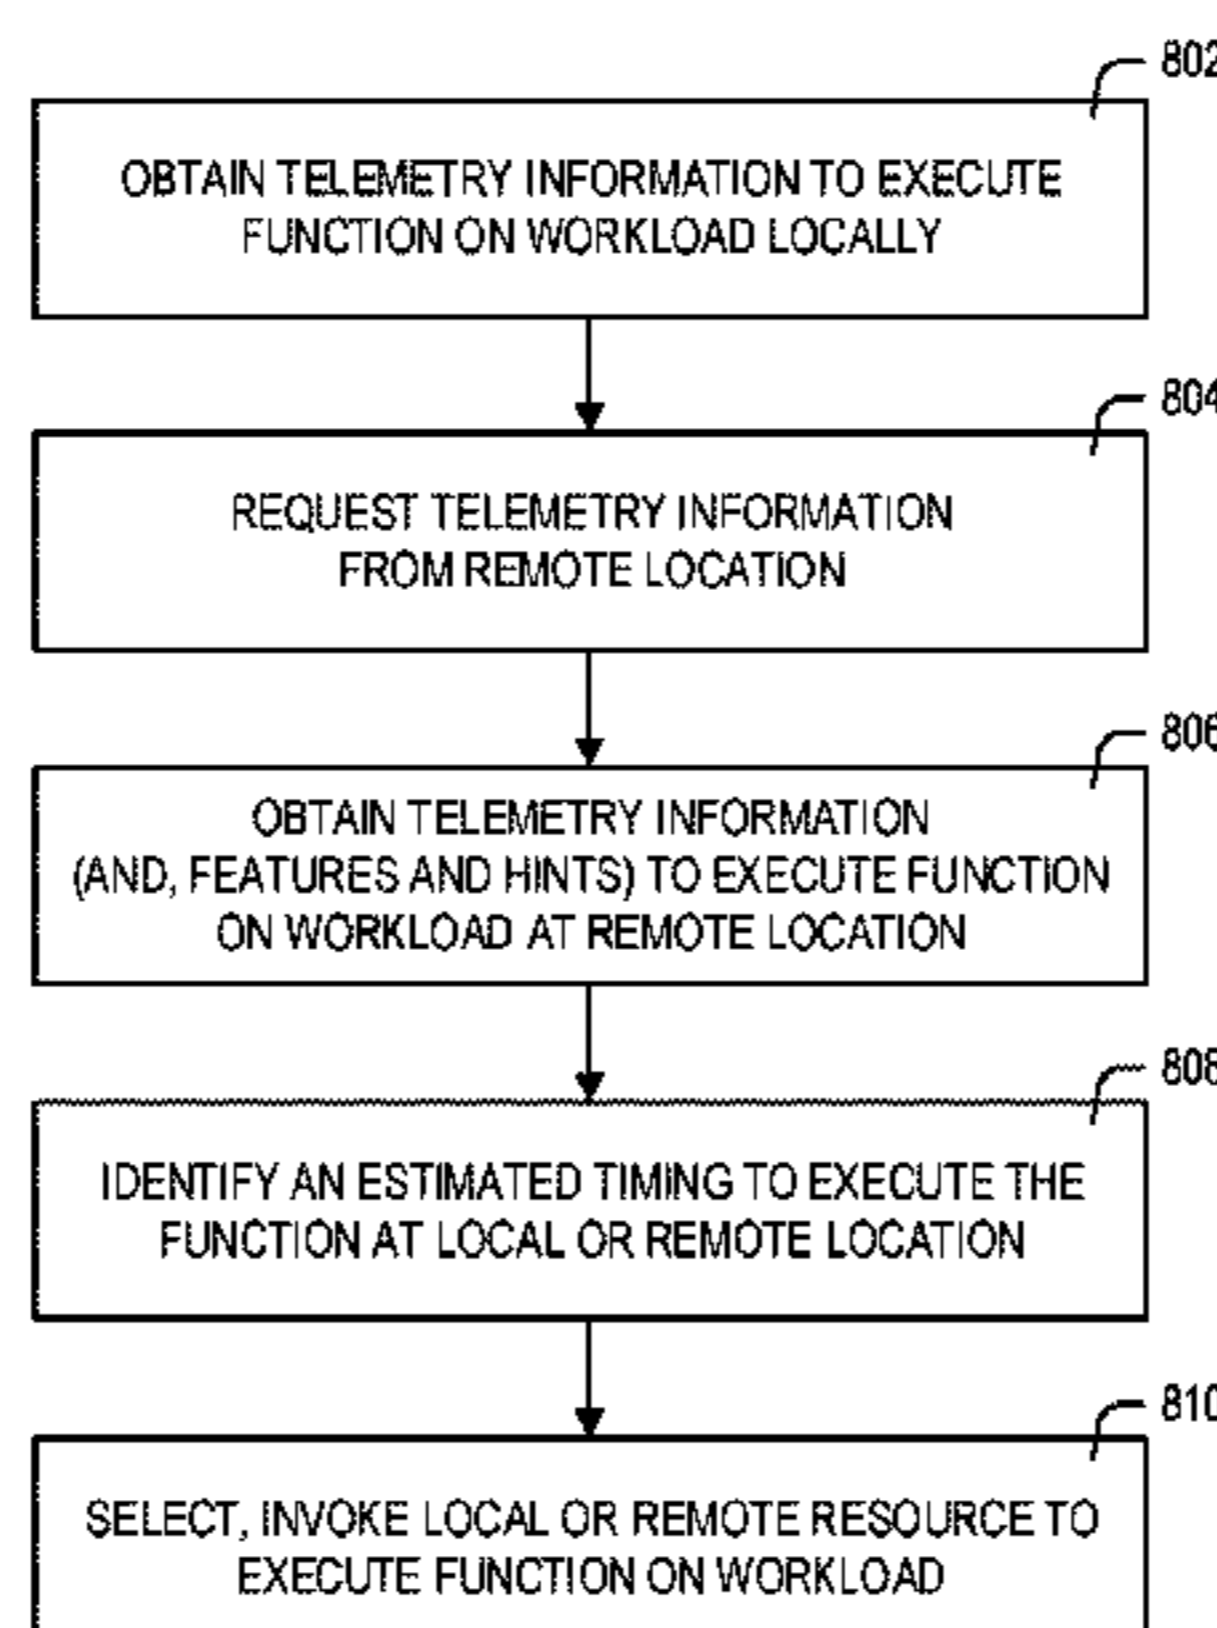 802
OBTAIN TELEMETRY INFORMATION TO EXECUTE
FUNCTION ON WORKLOAD LOCALLY
804
REQUEST TELEMETRY INFORMATION
FROM REMOTE LOCATION
806
OBTAIN TELEMETRY INFORMATION
(AND, FEATURES AND HINTS) TO EXECUTE FUNCTION
ON WORKLOAD AT REMOTE LOCATION
808
IDENTIFY AN ESTIMATED TIMING TO EXECUTE THE
FUNCTION AT LOCAL OR REMOTE LOCATION
810
SELECT, INVOKE LOCAL OR REMOTE RESOURCE TO
EXECUTE FUNCTION ON WORKLOAD